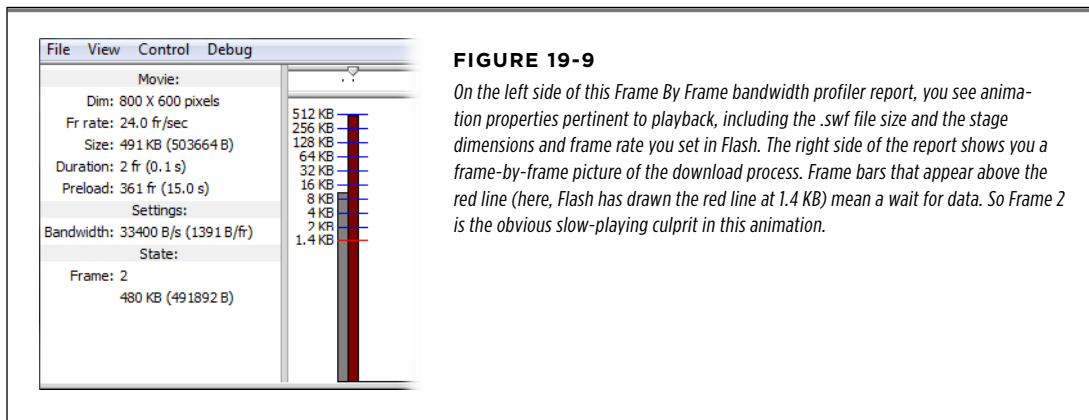 File View Control Debug
Movie:
Dim: 800 X 600 pixels
Fr rate: 24.0 fr/sec
Size: 491 KB (503664 B)
Duration: 2 fr (0.1 s)
Preload: 361 fr (15.0 s)
Settings:
Bandwidth: 33400 B/s (1391 B/fr)
State:
Frame: 2
480 KB (491892 B)
512 KB
256 KB
128 KB
64 KB
32 KB
16 KB
8 KB
4 KB
2 KB
1.4 KB
FIGURE 19-9
On the left side of this Frame By Frame bandwidth profiler report, you see anima-
tion properties pertinent to playback, including the .swf file size and the stage
dimensions and frame rate you set in Flash. The right side of the report shows you a
frame-by-frame picture of the download process. Frame bars that appear above the
red line (here, Flash has drawn the red line at 1.4 KB) mean a wait for data. So Frame 2
is the obvious slow-playing culprit in this animation.